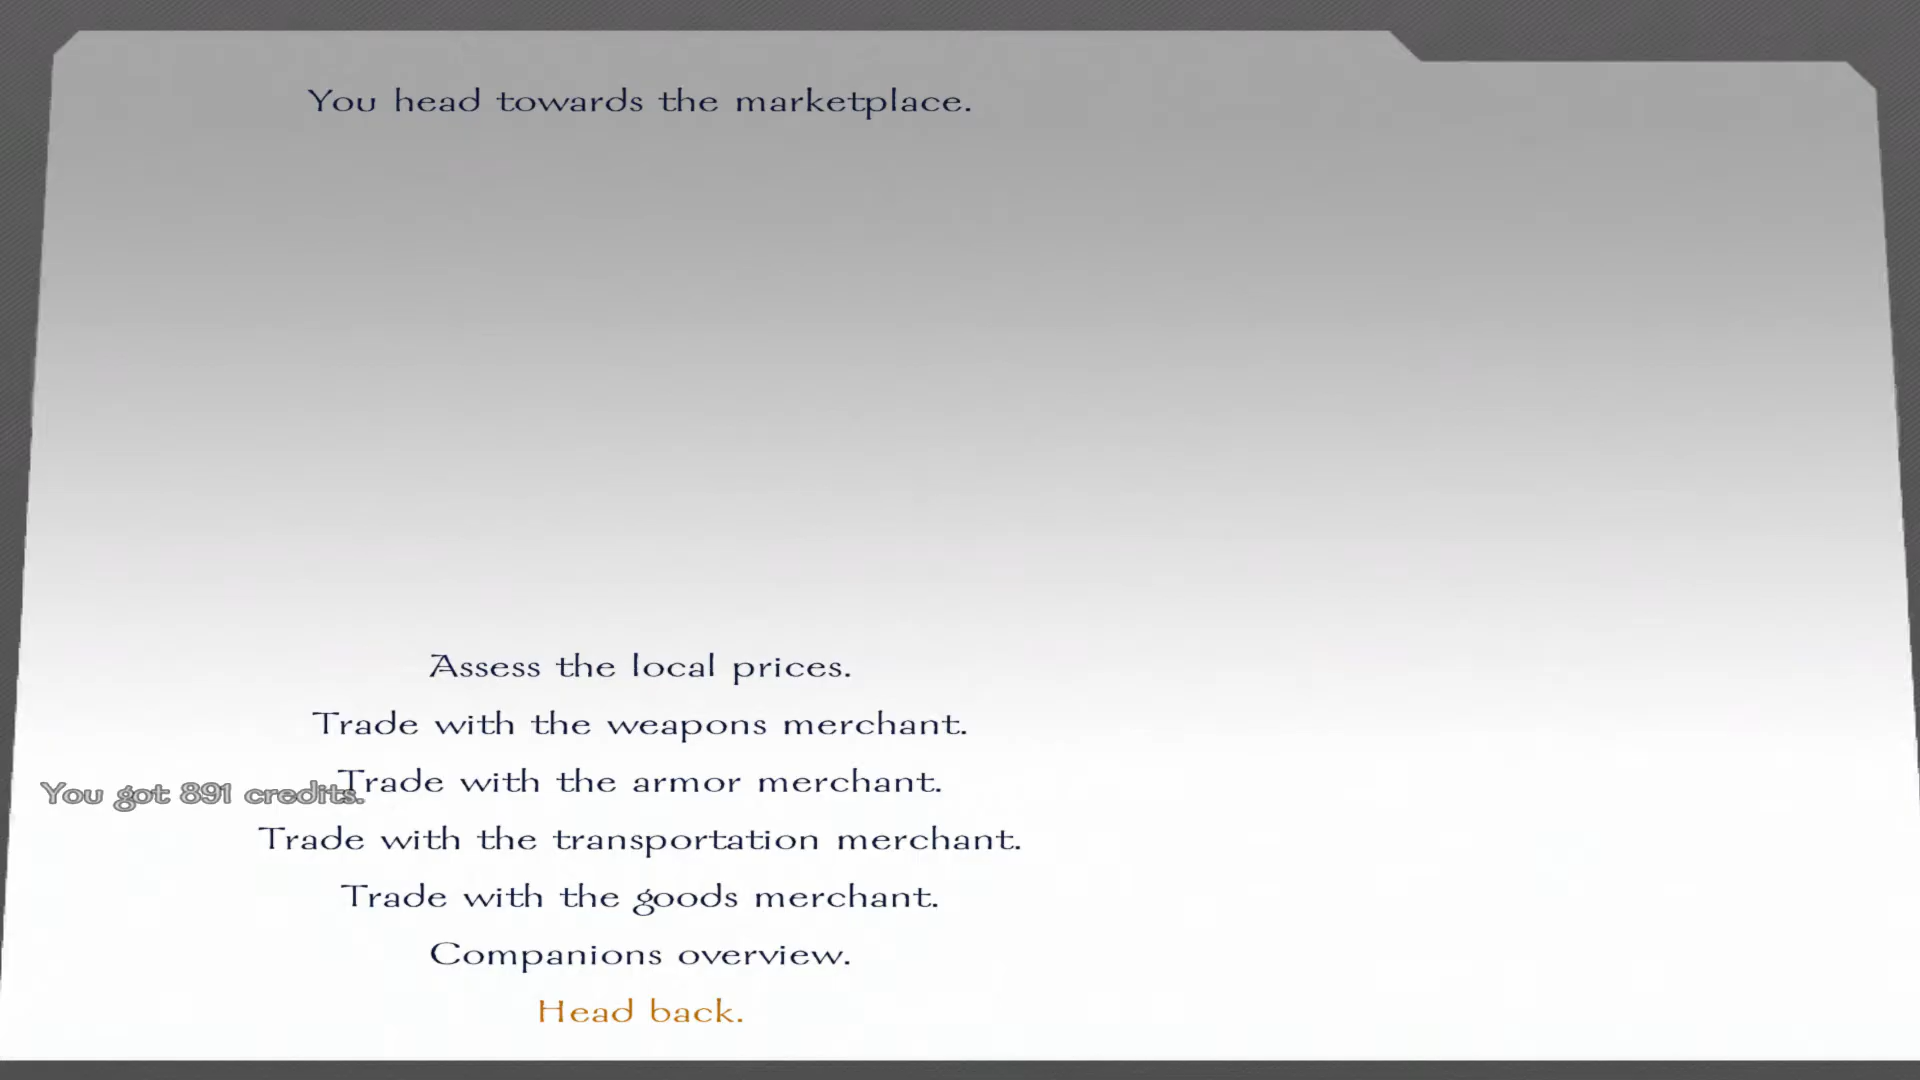 You head towards the marketplace.
Assess the local prices.
Trade with the weapons merchant.
Trade with the armor merchant.
You got 891 credits.
Trade with the transportation merchant.
Trade with the goods merchant.
Companions overview.
Head back.